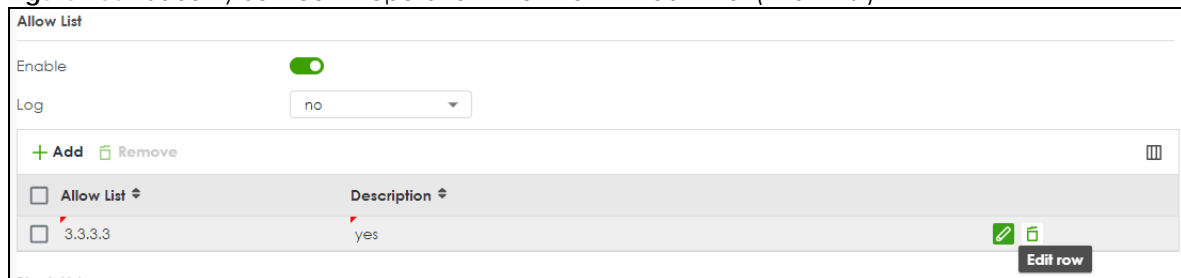 Allow List
Enable
Log no
+ Add Remove
Allow List Description
3.3.3.3 yes
Edit row